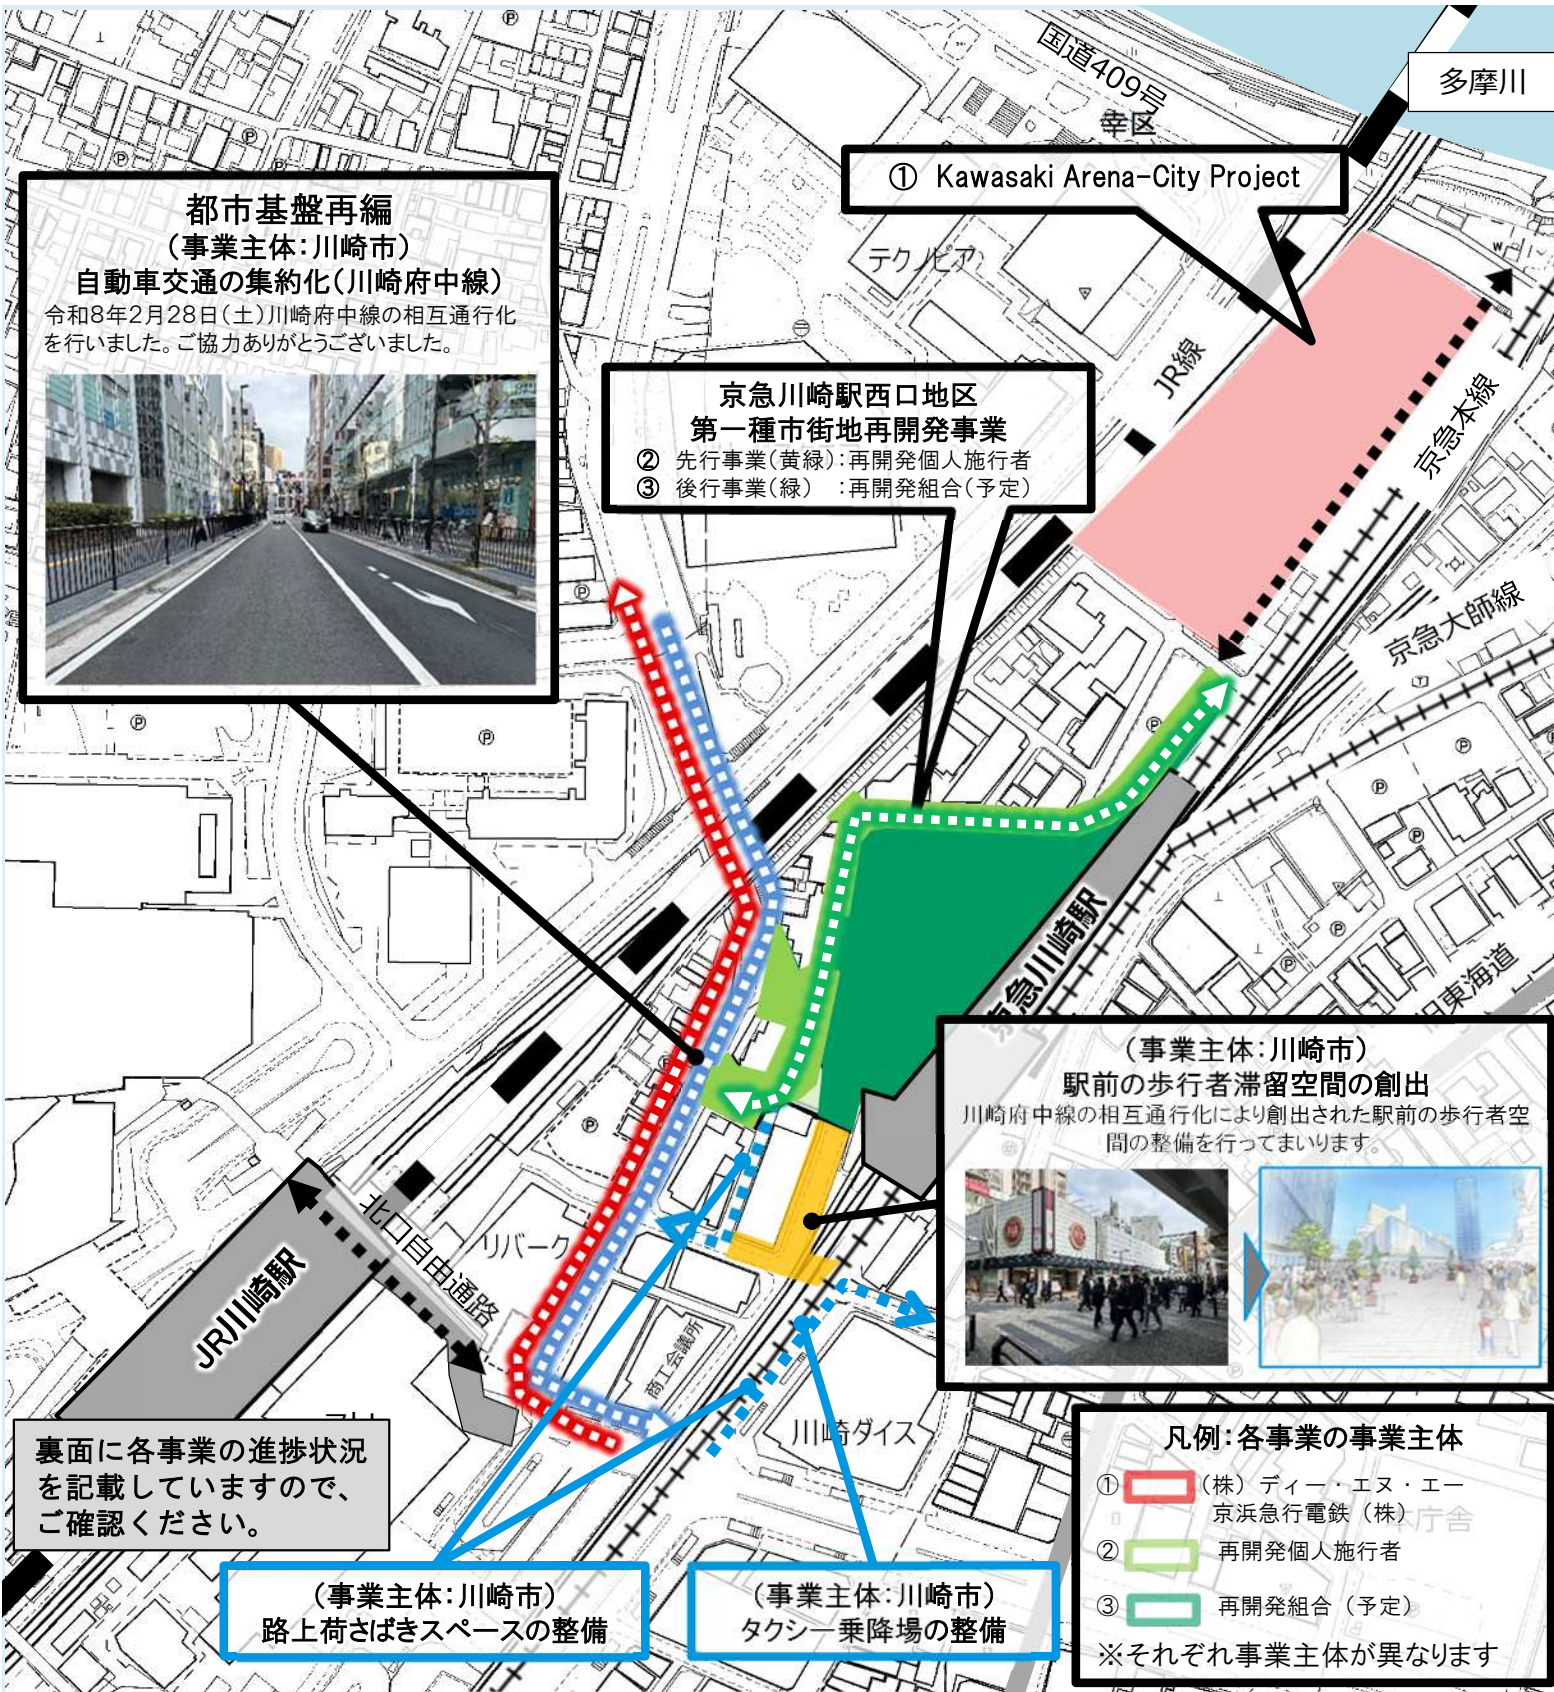 国道409号
幸区
多摩川
① Kawasaki Arena-City Project
都市基盤再編
(事業主体:川崎市)
自動車交通の集約化(川崎府中線)
令和8年2月28日(土)川崎府中線の相互通行化
を行いました。ご協力ありがとうございました。
テクノピア
JR線
京急川崎駅西口地区
第一種市街地再開発事業
② 先行事業(黄緑):再開発個人施行者
③ 後行事業(緑) :再開発組合(予定)
京急本線
京急大師線
京急川崎駅
旧東海道
(事業主体:川崎市)
駅前の歩行者滞留空間の創出
川崎府中線の相互通行化により創出された駅前の歩行者空
間の整備を行ってまいります。
北口自由通路
リバーク
JR川崎駅
商工会議所
川崎ダイス
裏面に各事業の進捗状況
を記載していますので、
ご確認ください。
(事業主体:川崎市)
路上荷さばきスペースの整備
(事業主体:川崎市)
タクシー乗降場の整備
凡例:各事業の事業主体
① (株)ディー・エヌ・エー
京浜急行電鉄(株)
② 再開発個人施行者
③ 再開発組合(予定)
※それぞれ事業主体が異なります